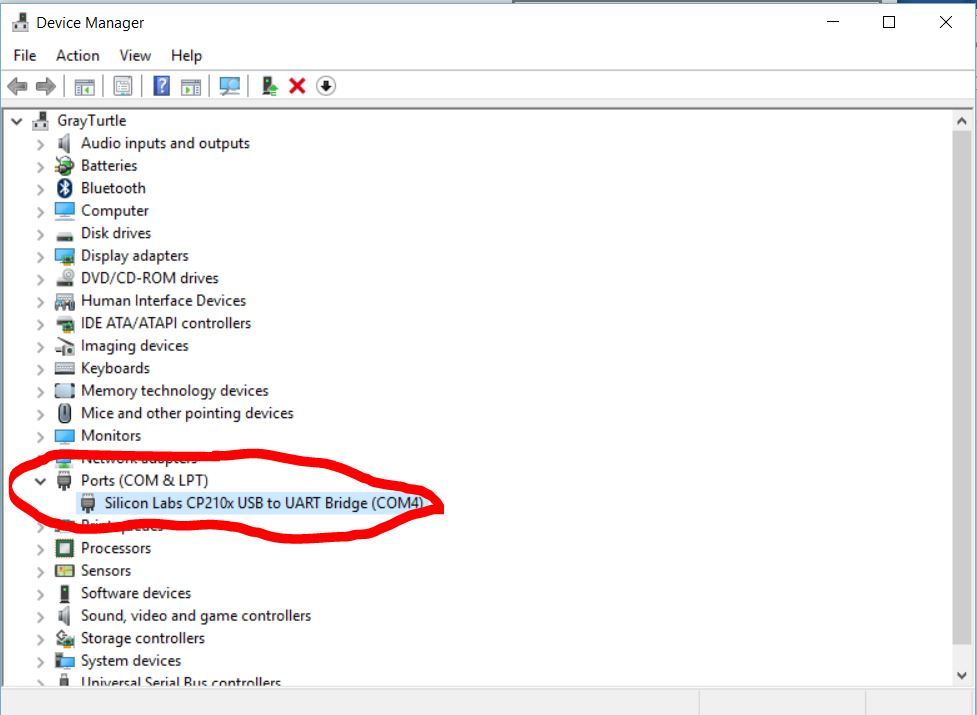 Device Manager
File Action View Help
GrayTurtle
Audio inputs and outputs
Batteries
Bluetooth
Computer
Disk drives
Display adapters
DVD/CD-ROM drives
Human Interface Devices
IDE ATA/ATAPI controllers
Imaging devices
Keyboards
Memory technology devices
Mice and other pointing devices
Monitors
Network adapters
Ports (COM & LPT)
Silicon Labs CP210x USB to UART Bridge (COM4)
Print queues
Processors
Sensors
Software devices
Sound, video and game controllers
Storage controllers
System devices
Universal Serial Bus controllers